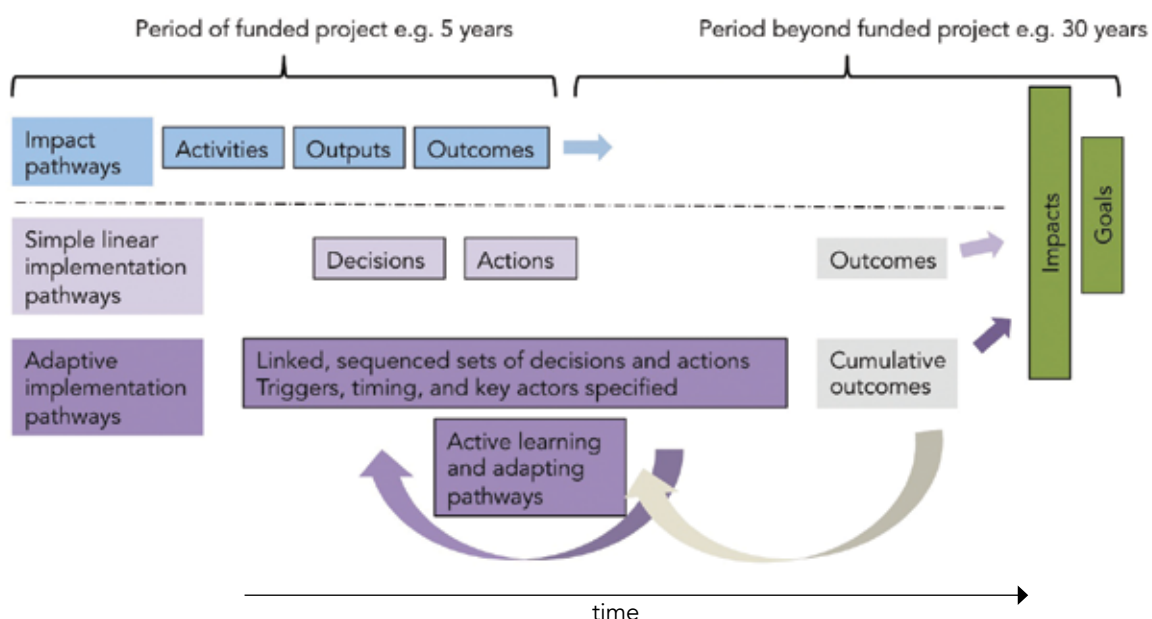 Period of funded project e.g. 5 years
Period beyond funded project e.g. 30 years
Impact
pathways
Activities
Outputs
Outcomes
Impacts
Goals
Simple linear
implementation
pathways
Decisions
Actions
Outcomes
Adaptive
implementation
pathways
Linked, sequenced sets of decisions and actions
Triggers, timing, and key actors specified
Cumulative
outcomes
Active learning
and adapting
pathways
time